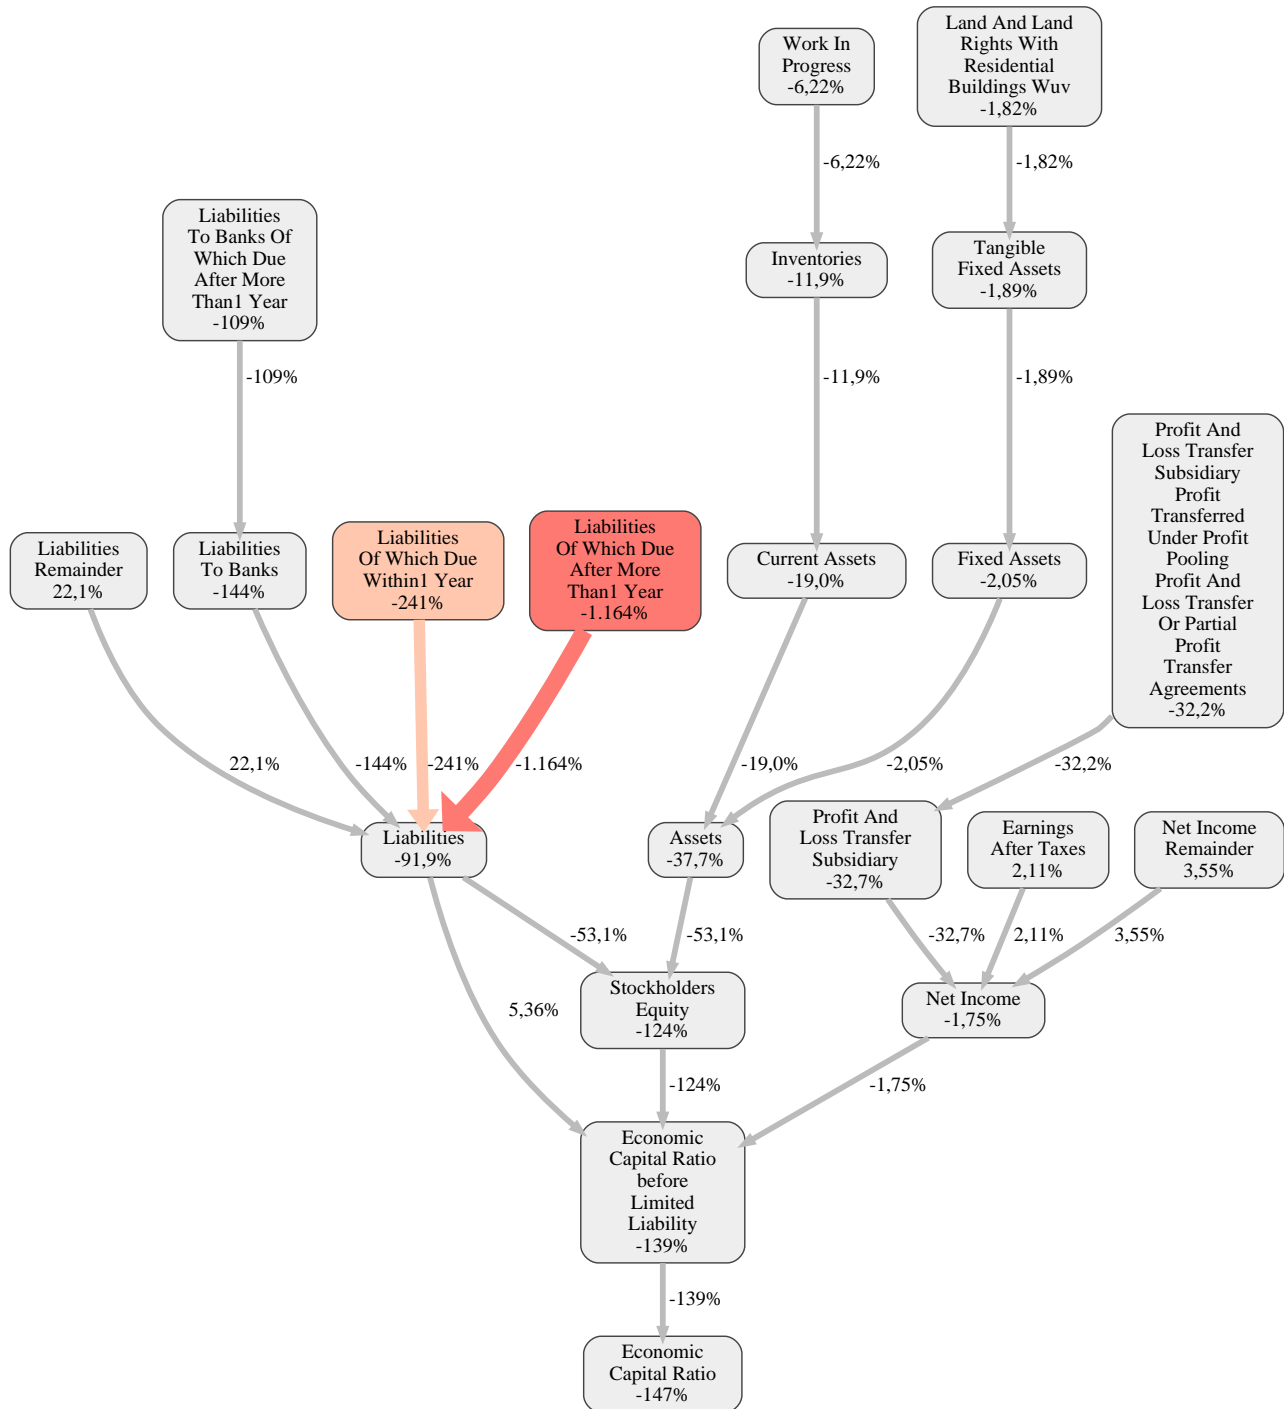 Land And Land
Rights With
Residential
Buildings Wuv
-1,82%
Work In
Progress
-6,22%
-6,22%
-1,82%
Liabilities
To Banks Of
Which Due
After More
Than1 Year
-109%
Inventories
-11,9%
Tangible
Fixed Assets
-1,89%
-109%
-11,9%
-1,89%
Profit And
Loss Transfer
Subsidiary
Profit
Transferred
Under Profit
Pooling
Profit And
Loss Transfer
Or Partial
Profit
Transfer
Agreements
-32,2%
Liabilities
Remainder
22,1%
Liabilities
To Banks
-144%
Liabilities
Of Which Due
Within1 Year
-241%
Liabilities
Of Which Due
After More
Than1 Year
-1.164%
Current Assets
-19,0%
Fixed Assets
-2,05%
22,1%
-144%
-241%
-1.164%
-19,0%
-2,05%
-32,2%
Liabilities
-91,9%
Assets
-37,7%
Profit And
Loss Transfer
Subsidiary
-32,7%
Earnings
After Taxes
2,11%
Net Income
Remainder
3,55%
-53,1%
-53,1%
-32,7%
2,11%
3,55%
5,36%
Stockholders
Equity
-124%
Net Income
-1,75%
-124%
-1,75%
Economic
Capital Ratio
before
Limited
Liability
-139%
-139%
Economic
Capital Ratio
-147%